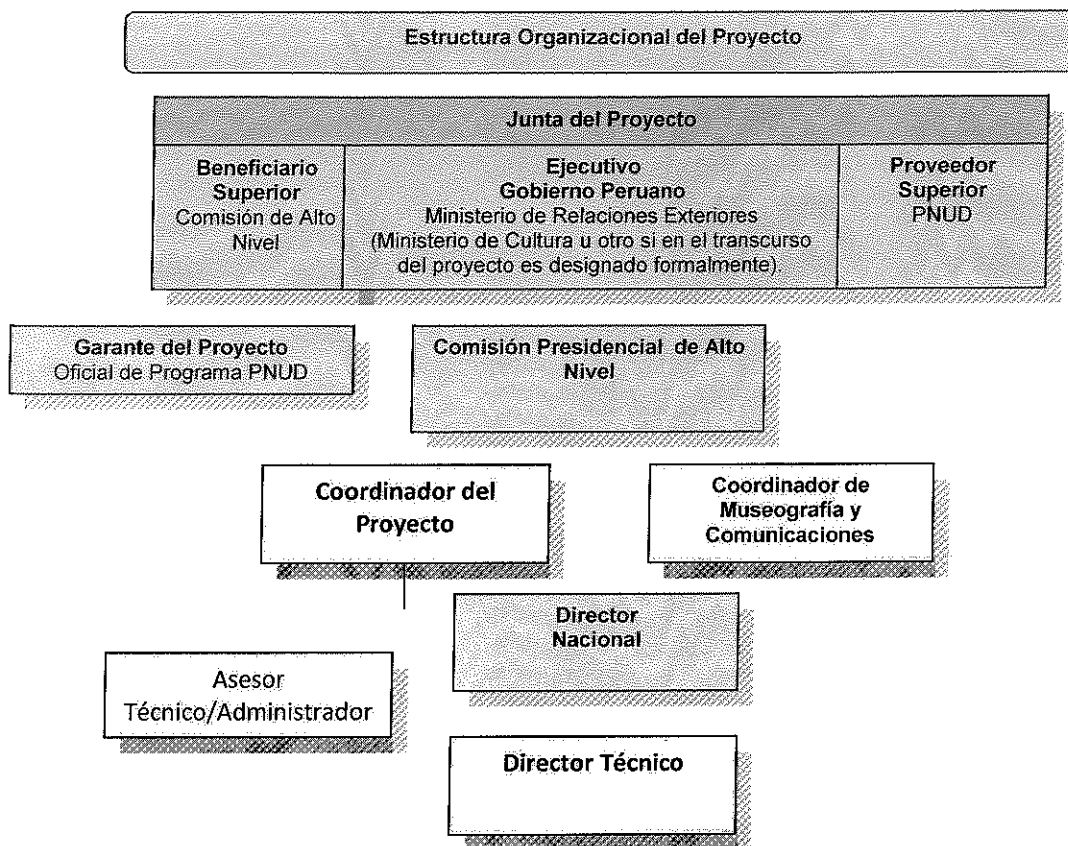 Estructura Organizacional del Proyecto
Junta del Proyecto
Beneficiario
Superior
Comisión de Alto
Nivel
Ejecutivo
Gobierno Peruano
Ministerio de Relaciones Exteriores
(Ministerio de Cultura u otro si en el transcurso
del proyecto es designado formalmente).
Proveedor
Superior
PNUD
Garante del Proyecto
Oficial de Programa PNUD
Comisión Presidencial de Alto
Nivel
Coordinador del
Proyecto
Coordinador de
Museografía y
Comunicaciones
Director
Nacional
Asesor
Técnico/Administrador
Director Técnico